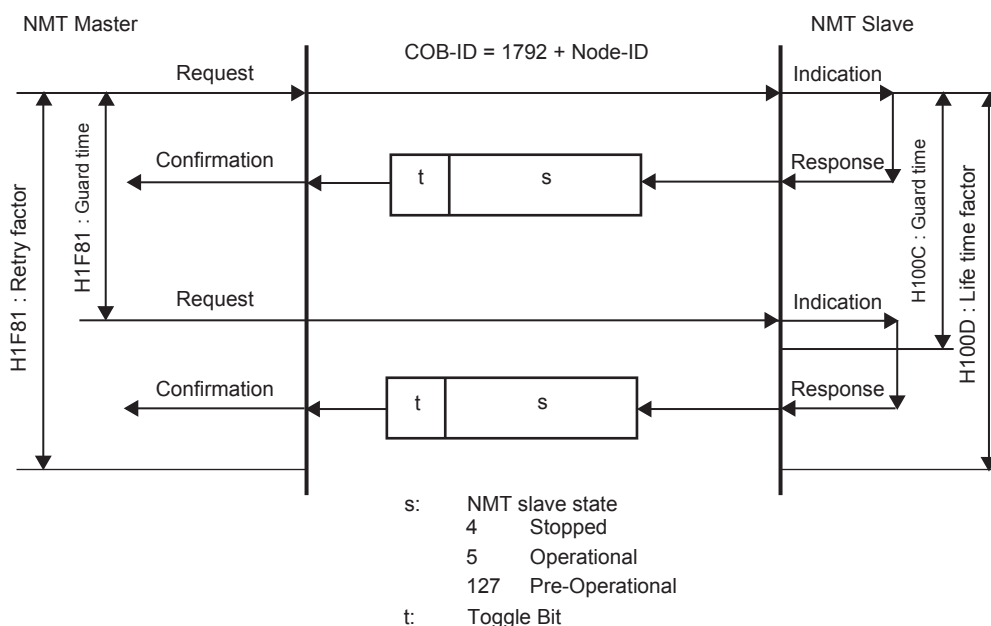 NMT Master
NMT Slave
COB-ID = 1792 + Node-ID
Request
Indication
H1F81 : Retry factor
H1F81 : Guard time
Confirmation
t
s
Response
H100C : Guard time
H100D : Life time factor
Request
Indication
Confirmation
t
s
Response
s: NMT slave state
4 Stopped
5 Operational
127 Pre-Operational
t: Toggle Bit